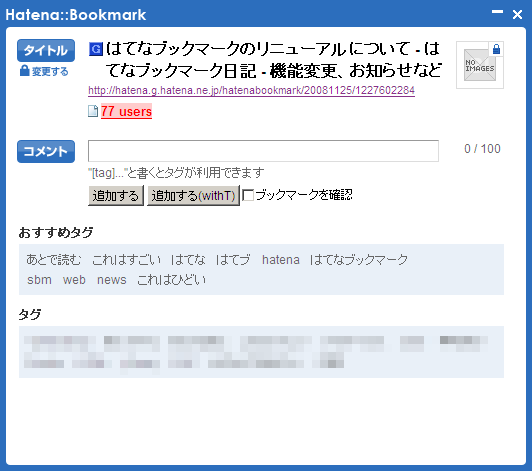 Hatena::Bookmark
タイトル
変更する
はてなブックマークのリニューアルについて - は
てなブックマーク日記 - 機能変更、お知らせなど
http://hatena.g.hatena.ne.jp/hatenabookmark/20081125/1227602284
77 users
NO
IMAGES
コメント
0 / 100
"[tag]..."と書くとタグが利用できます
追加する 追加する(withT) ブックマークを確認
おすすめタグ
あとで読む これはすごい はてな はてブ hatena はてなブックマーク
sbm web news これはひどい
タグ